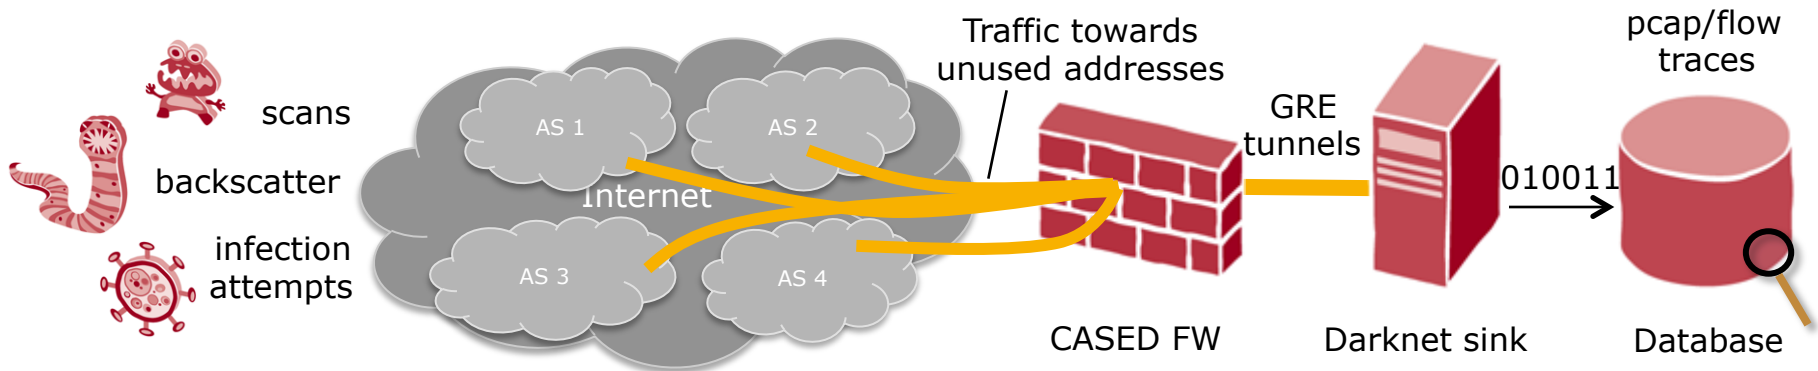 scans
backscatter
infection
attempts
AS 1
AS 2
Internet
AS 3
AS 4
Traffic towards
unused addresses
CASED FW
GRE
tunnels
Darknet sink
010011
pcap/flow
traces
Database